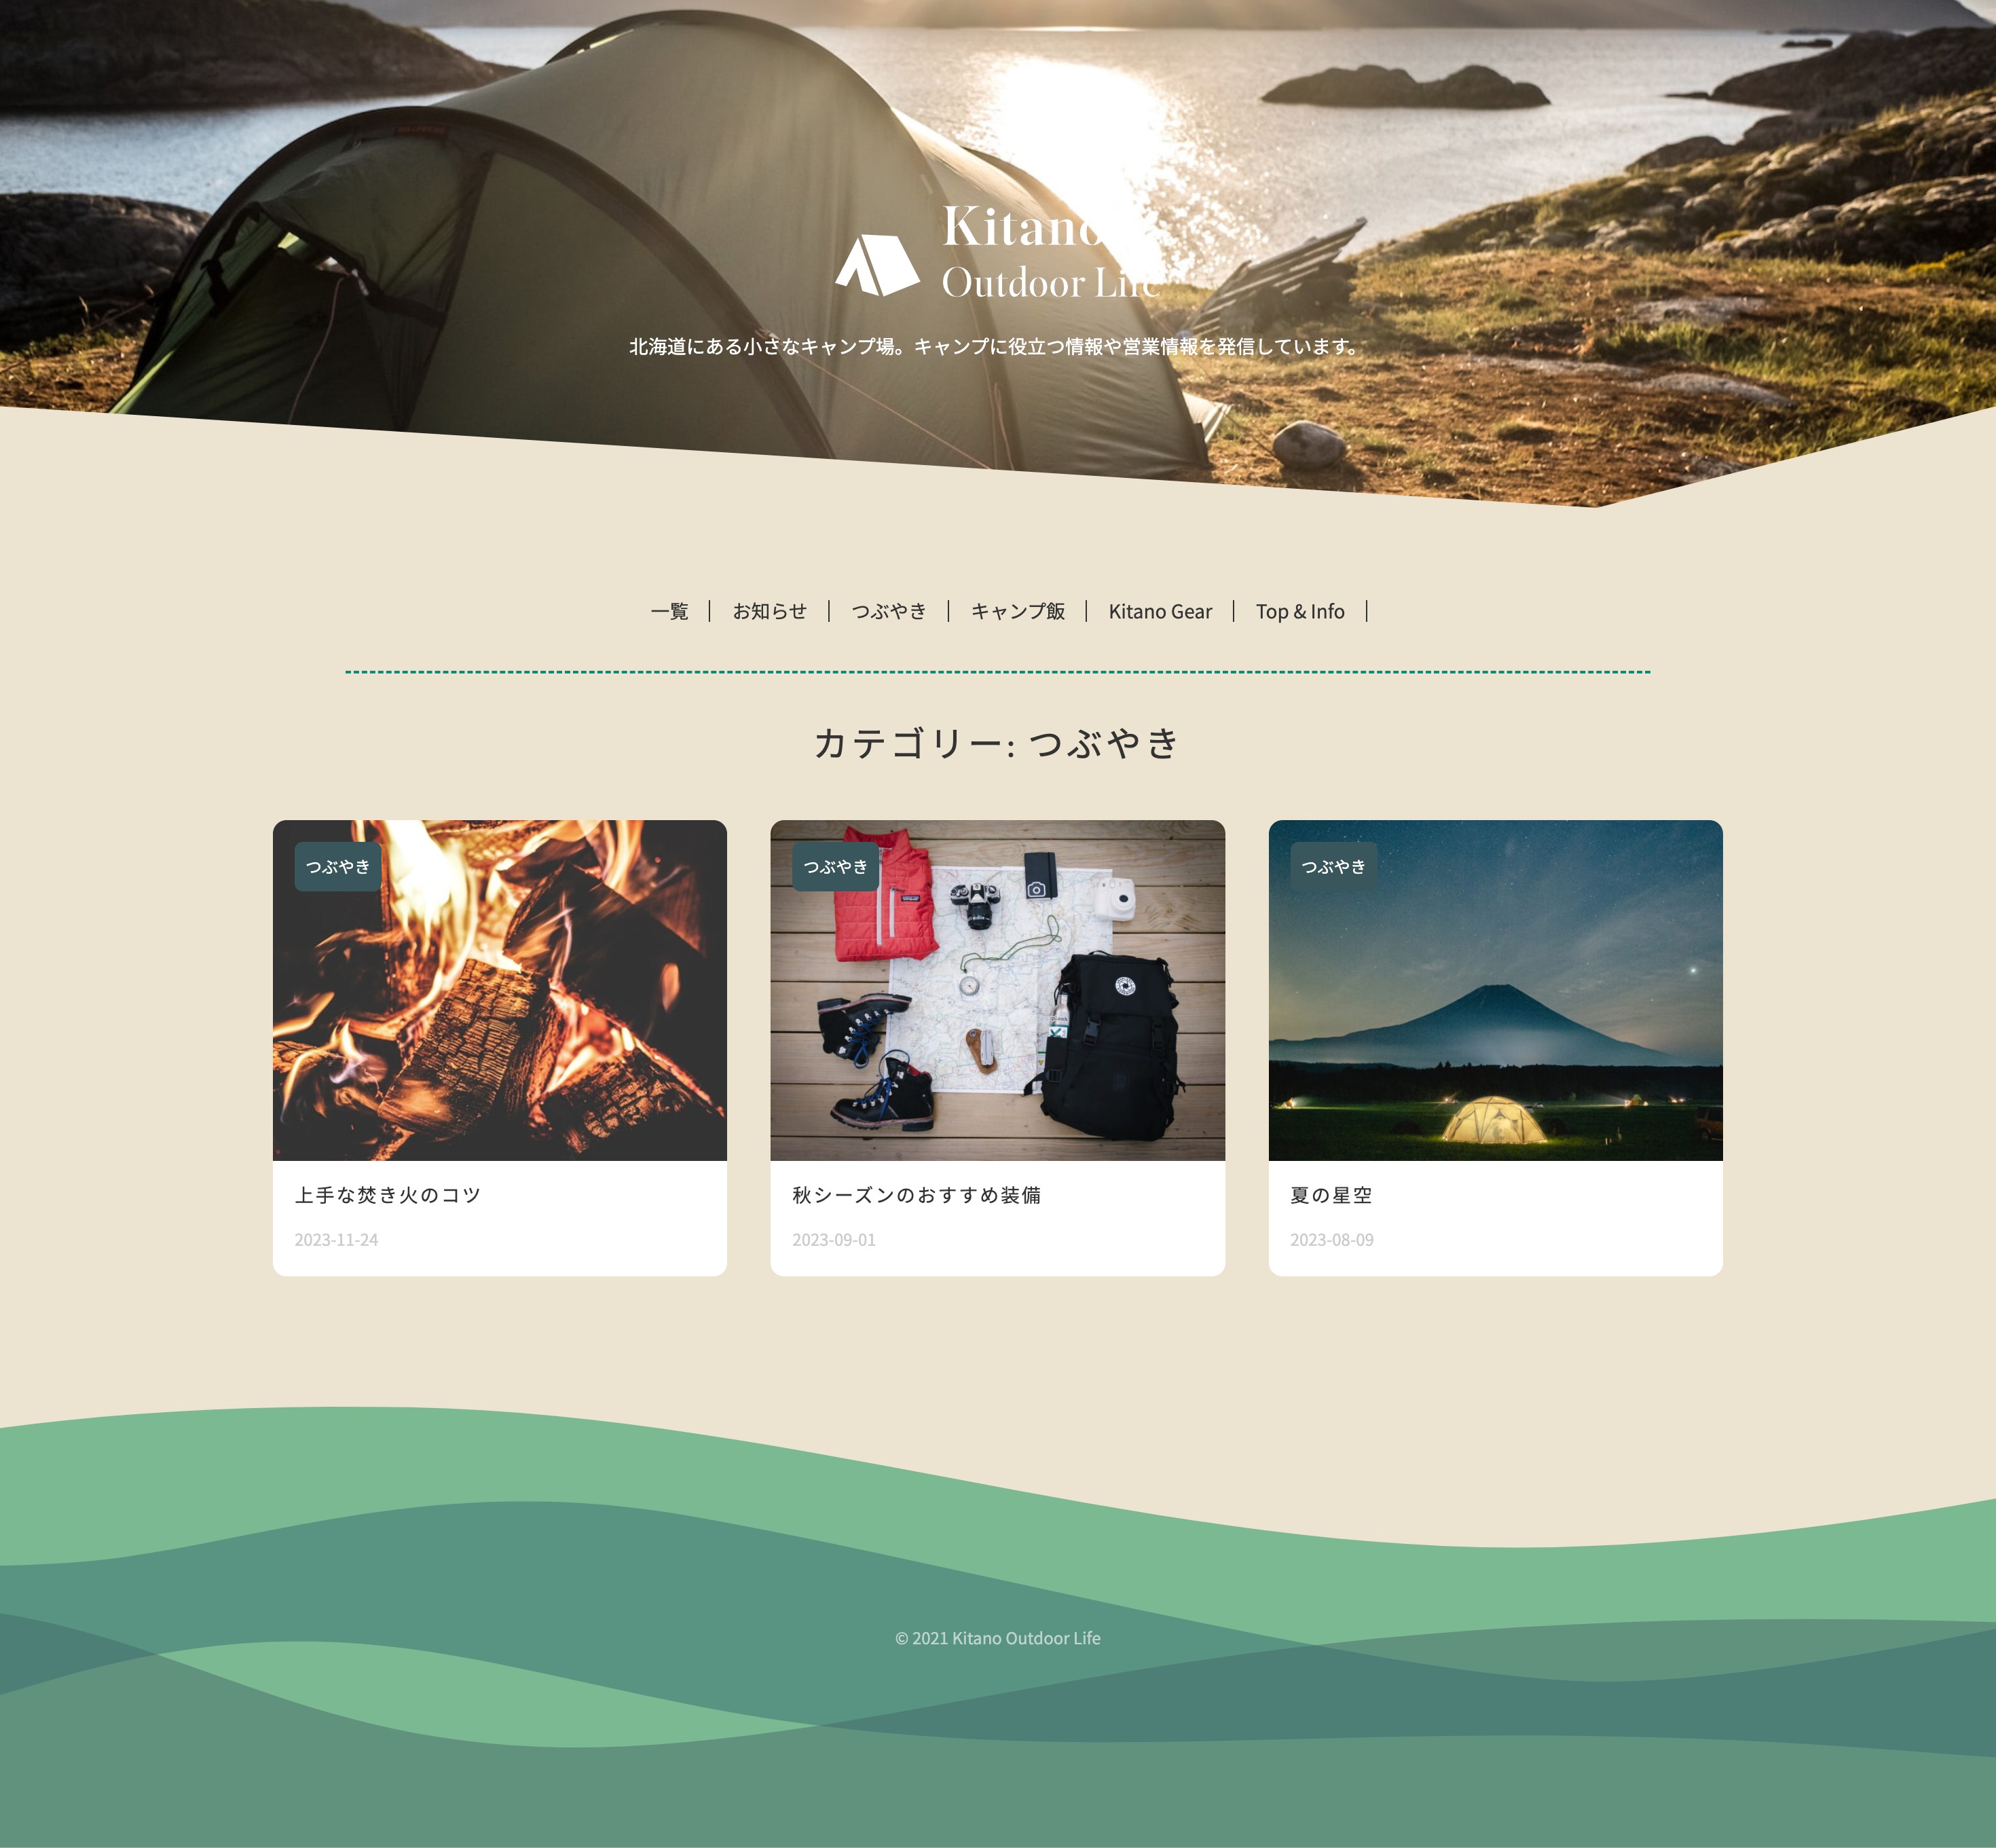 Kitano
Outdoor Life
北海道にある小さなキャンプ場。キャンプに役立つ情報や営業情報を発信しています。
一覧
お知らせ
つぶやき
キャンプ飯
Kitano Gear
Top & Info
カテゴリー: つぶやき
つぶやき
上手な焚き火のコツ
2023-11-24
つぶやき
秋シーズンのおすすめ装備
2023-09-01
つぶやき
夏の星空
2023-08-09
© 2021 Kitano Outdoor Life